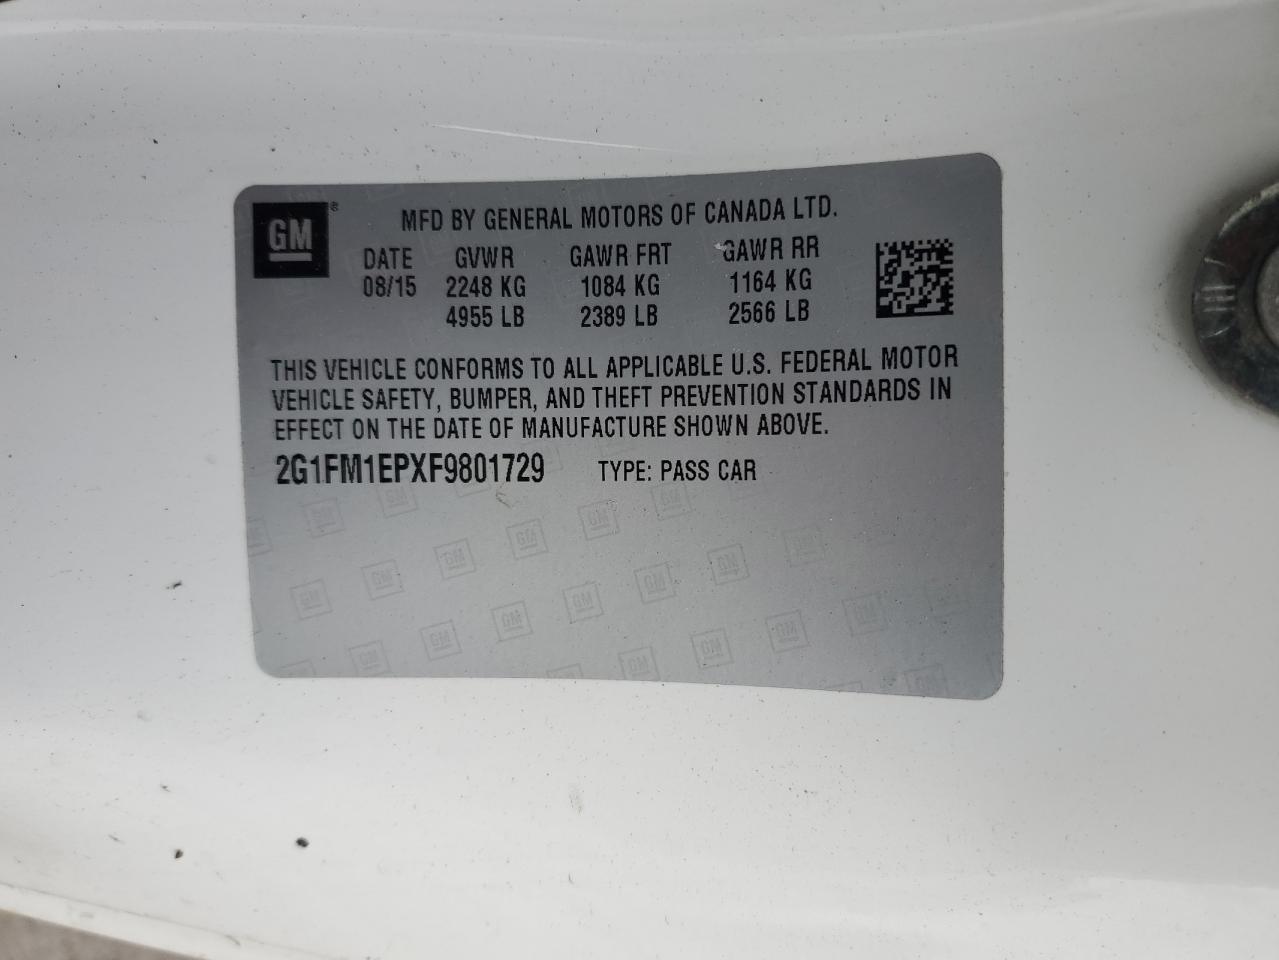 GM®
MFD BY GENERAL MOTORS OF CANADA LTD.
DATE GVWR GAWR FRT GAWR RR
08/15 2248 KG 1084 KG 1164 KG
4955 LB 2389 LB 2566 LB
THIS VEHICLE CONFORMS TO ALL APPLICABLE U.S. FEDERAL MOTOR
VEHICLE SAFETY, BUMPER, AND THEFT PREVENTION STANDARDS IN
EFFECT ON THE DATE OF MANUFACTURE SHOWN ABOVE.
2G1FM1EPXF9801729 TYPE: PASS CAR